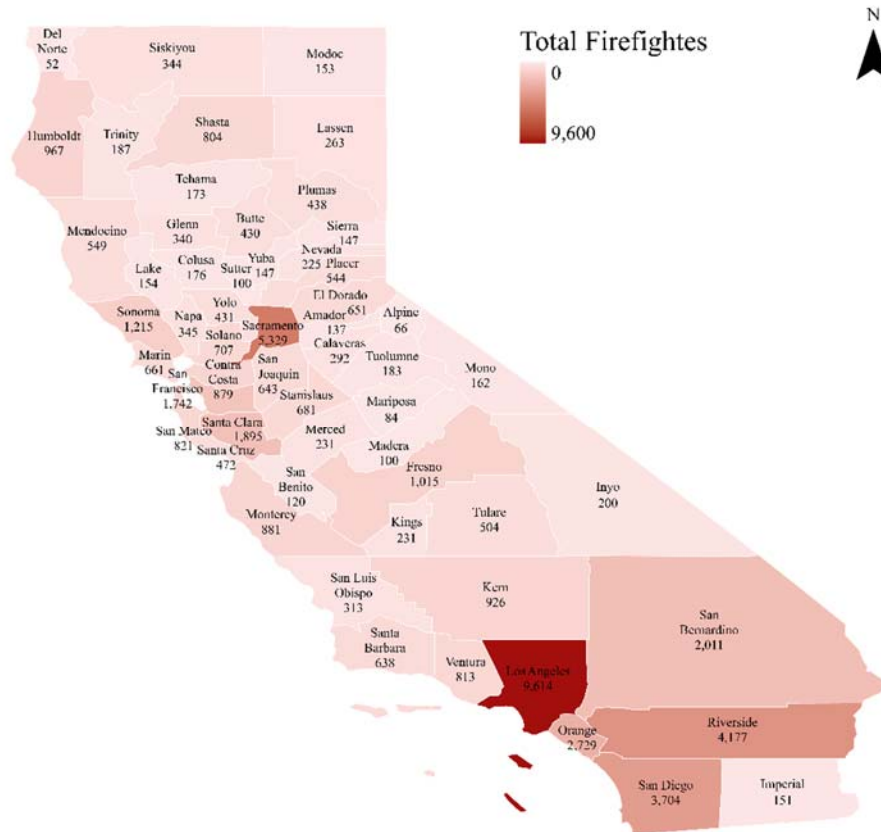 N
Total Firefightes
0
9,600
Del
Norte
52
Siskiyou
344
Modoc
153
Humboldt
967
Trinity
187
Shasta
804
Lassen
263
Tehama
173
Plumas
438
Mendocino
549
Glenn
340
Butte
430
Sierra
147
Lake
154
Colusa
176
Sutter
100
Yuba
147
Nevada
225
Placer
544
Sonoma
1,215
Napa
345
Yolo
431
Sacramento
5,329
El Dorado
651
Amador
137
Alpine
66
Solano
707
Calaveras
292
Marin
661
Contra
Costa
879
San
Joaquin
643
Tuolumne
183
Mono
162
San
Francisco
1,742
Stanislaus
681
Mariposa
84
San Mateo
821
Santa Clara
1,895
Merced
231
Madera
100
Santa Cruz
472
San
Benito
120
Fresno
1,015
Inyo
200
Monterey
881
Kings
231
Tulare
504
San Luis
Obispo
313
Kern
926
San
Bernardino
2,011
Santa
Barbara
638
Ventura
813
Los Angeles
9,614
Orange
2,729
Riverside
4,177
San Diego
3,704
Imperial
151